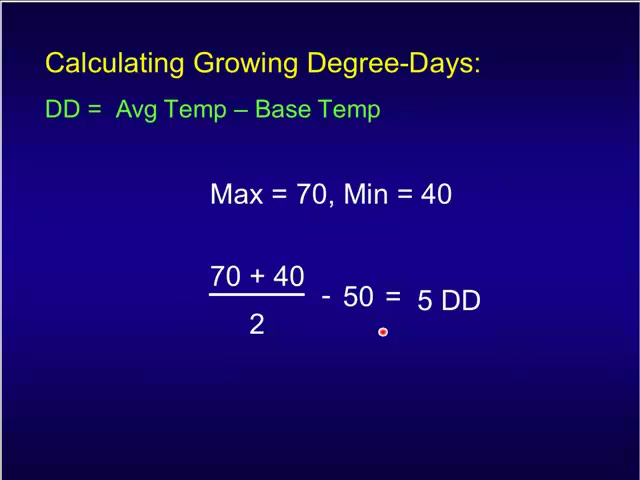 Calculating Growing Degree-Days:
DD = Avg Temp – Base Temp
Max = 70, Min = 40
70 + 40
- 50 = 5 DD
2